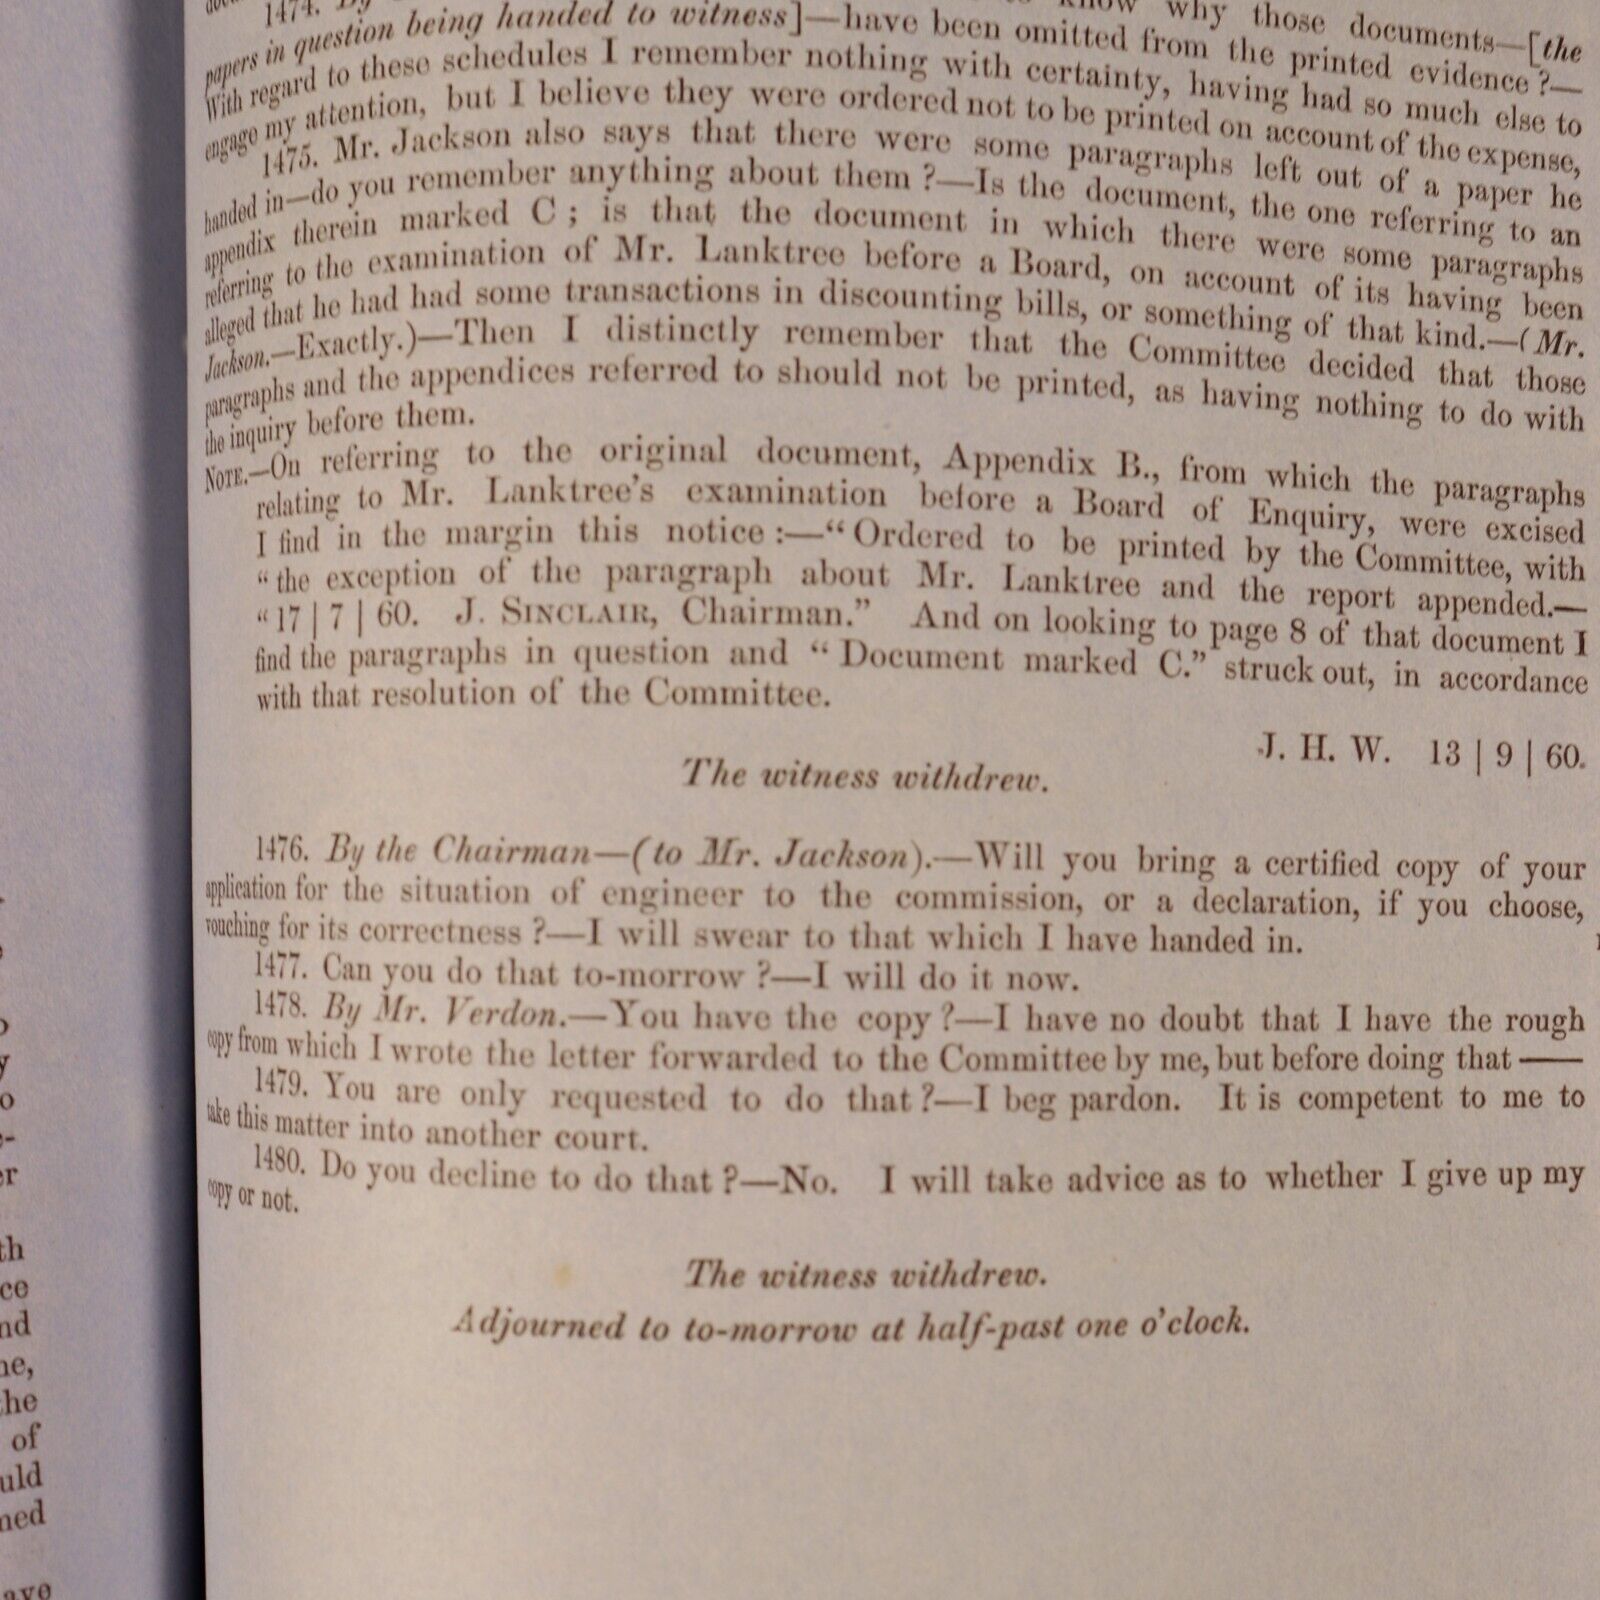 1474. By know why those documents—[the
papers in question being handed to witness]—have been omitted from the printed evidence?—
With regard to these schedules I remember nothing with certainty, having had so much else to
engage my attention, but I believe they were ordered not to be printed on account of the expense,
1475. Mr. Jackson also says that there were some paragraphs left out of a paper he
handed in—do you remember anything about them?—Is the document, the one referring to an
appendix therein marked C; is that the document in which there were some paragraphs
referring to the examination of Mr. Lanktree before a Board, on account of its having been
alleged that he had had some transactions in discounting bills, or something of that kind.—(Mr.
Jackson.—Exactly.)—Then I distinctly remember that the Committee decided that those
paragraphs and the appendices referred to should not be printed, as having nothing to do with
the inquiry before them.
NOTE.—On referring to the original document, Appendix B., from which the paragraphs
relating to Mr. Lanktree's examination before a Board of Enquiry, were excised
I find in the margin this notice:—“Ordered to be printed by the Committee, with
“the exception of the paragraph about Mr. Lanktree and the report appended.—
“17 | 7 | 60. J. SINCLAIR, Chairman.” And on looking to page 8 of that document I
find the paragraphs in question and “Document marked C.” struck out, in accordance
with that resolution of the Committee.
J. H. W. 13 | 9 | 60.
The witness withdrew.
1476. By the Chairman—(to Mr. Jackson).—Will you bring a certified copy of your
application for the situation of engineer to the commission, or a declaration, if you choose,
vouching for its correctness?—I will swear to that which I have handed in.
1477. Can you do that to-morrow?—I will do it now.
1478. By Mr. Verdon.—You have the copy?—I have no doubt that I have the rough
copy from which I wrote the letter forwarded to the Committee by me, but before doing that——
1479. You are only requested to do that?—I beg pardon. It is competent to me to
take this matter into another court.
1480. Do you decline to do that?—No. I will take advice as to whether I give up my
copy or not.
The witness withdrew.
Adjourned to to-morrow at half-past one o'clock.